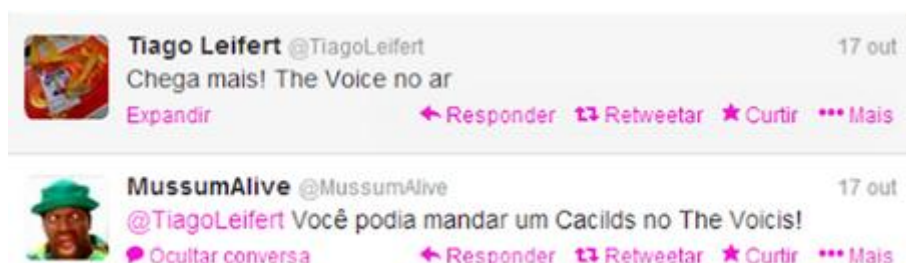 Tiago Leifert @TiagoLeifert 17 out
Chega mais! The Voice no ar
Expandir Responder Retweetar Curtir Mais
MussumAlive @MussumAlive 17 out
@TiagoLeifert Você podia mandar um Cacilds no The Voicis!
Ocultar conversa Responder Retweetar Curtir Mais